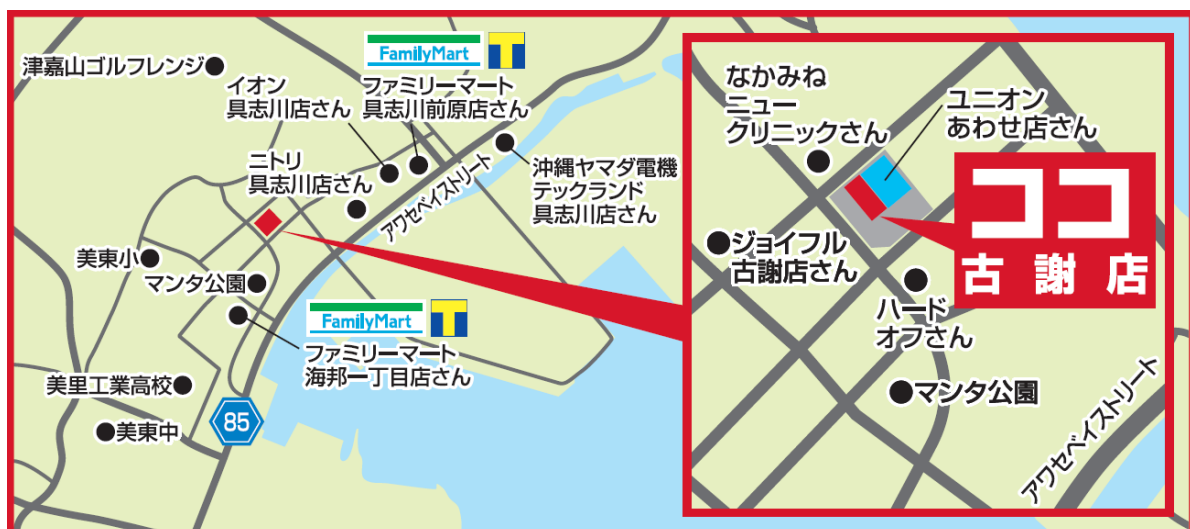 津嘉山ゴルフレンジ
イオン
具志川店さん
FamilyMart
T
ファミリーマート
具志川前原店さん
ニトリ
具志川店さん
アワセベイストリート
沖縄ヤマダ電機
テックランド
具志川店さん
美東小
マンタ公園
FamilyMart
T
ファミリーマート
海邦一丁目店さん
美里工業高校
美東中
85
なかみね
ニュー
クリニックさん
ユニオン
あわせ店さん
ココ
古謝店
ジョイフル
古謝店さん
ハード
オフさん
マンタ公園
アワセベイストリート